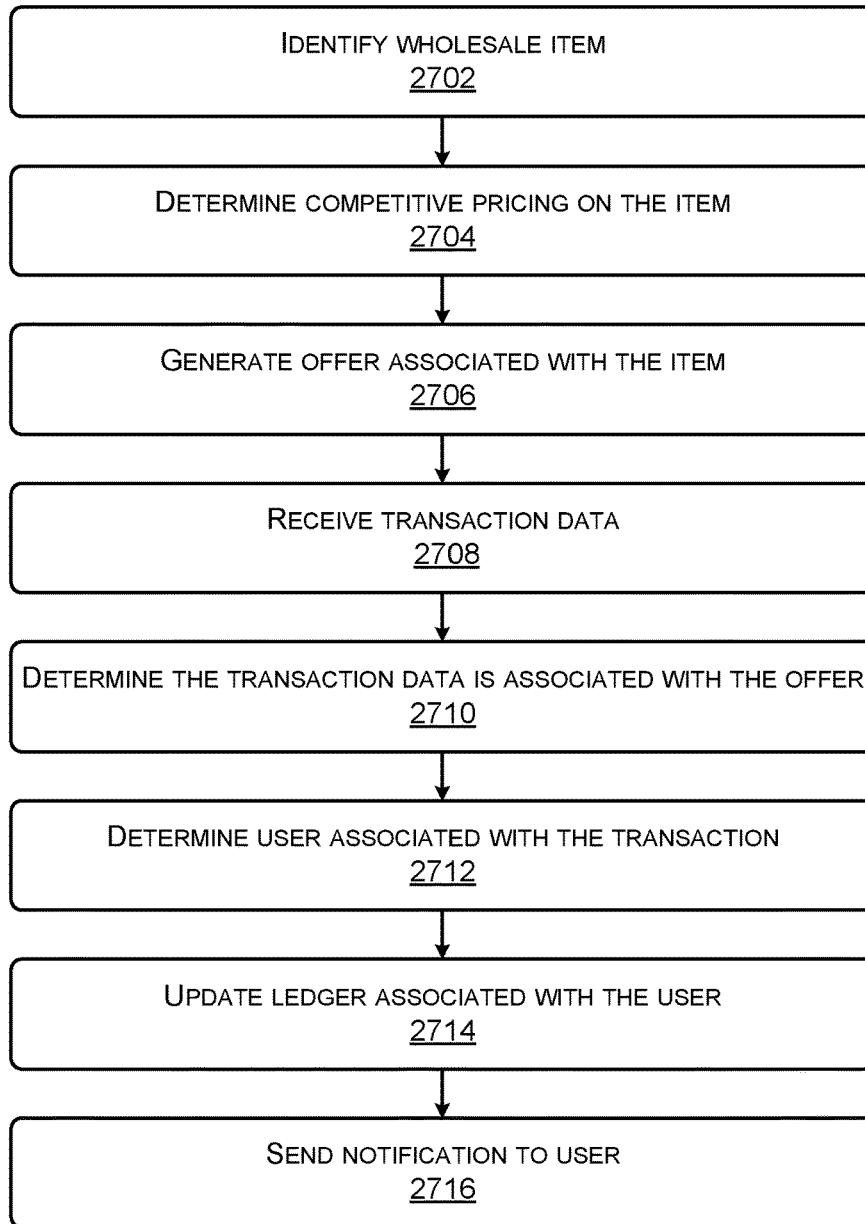 IDENTIFY WHOLESALE ITEM
2702
DETERMINE COMPETITIVE PRICING ON THE ITEM
2704
GENERATE OFFER ASSOCIATED WITH THE ITEM
2706
RECEIVE TRANSACTION DATA
2708
DETERMINE THE TRANSACTION DATA IS ASSOCIATED WITH THE OFFER
2710
DETERMINE USER ASSOCIATED WITH THE TRANSACTION
2712
UPDATE LEDGER ASSOCIATED WITH THE USER
2714
SEND NOTIFICATION TO USER
2716